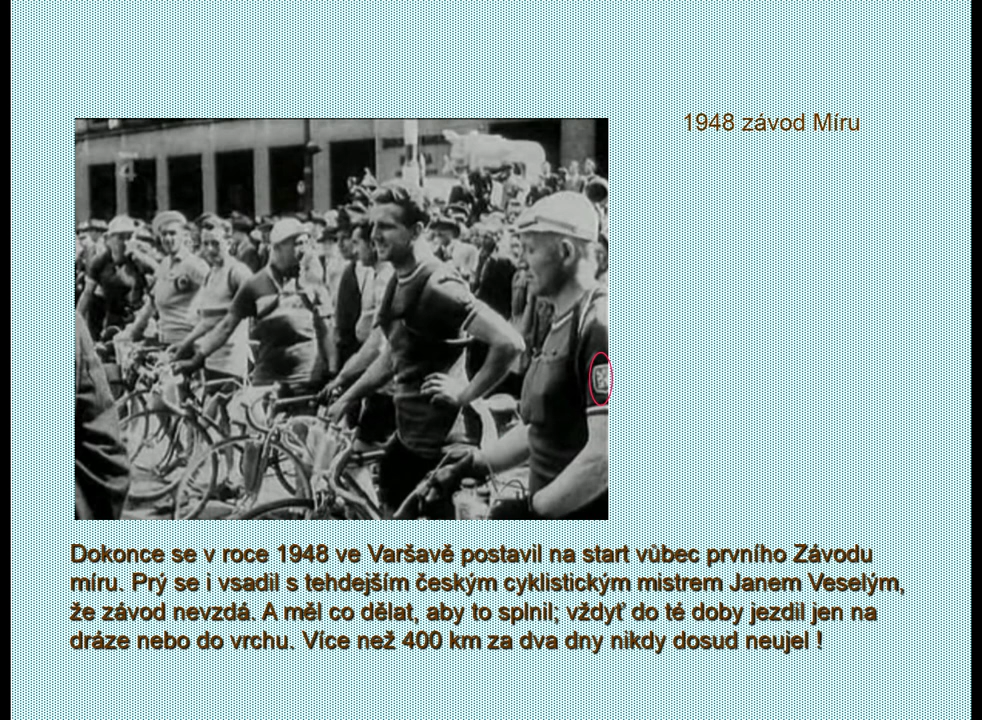 1948 závod Míru
Dokonce se v roce 1948 ve Varšavě postavil na start vůbec prvního Závodu
míru. Prý se i vsadil s tehdejším českým cyklistickým mistrem Janem Veselým,
že závod nevzdá. A měl co dělat, aby to splnil; vždyť do té doby jezdil jen na
dráze nebo do vrchu. Více než 400 km za dva dny nikdy dosud neujel !